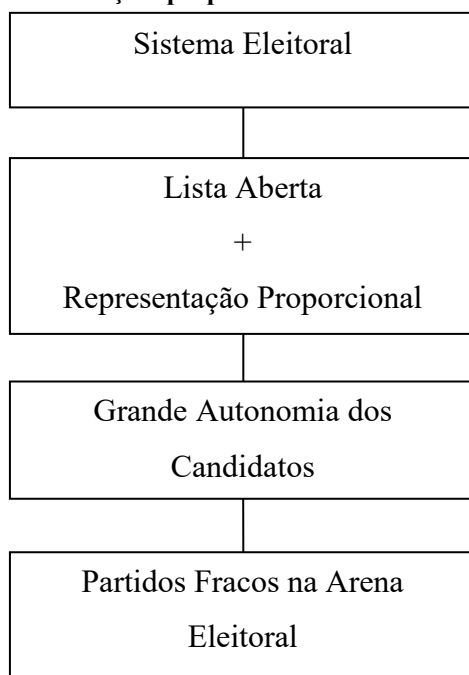 Sistema Eleitoral
Lista Aberta
+
Representação Proporcional
Grande Autonomia dos
Candidatos
Partidos Fracos na Arena
Eleitoral